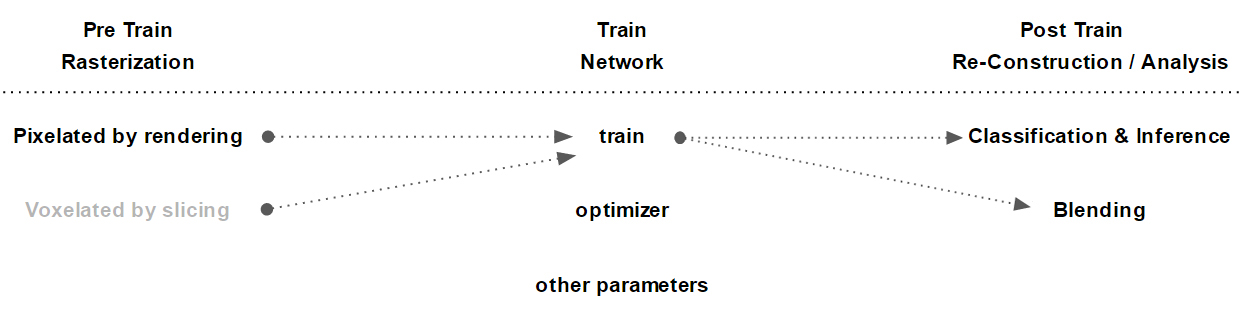 Pre Train
Rasterization
Train
Network
Post Train
Re-Construction / Analysis
Pixelated by rendering
train
Classification & Inference
Voxelated by slicing
optimizer
Blending
other parameters